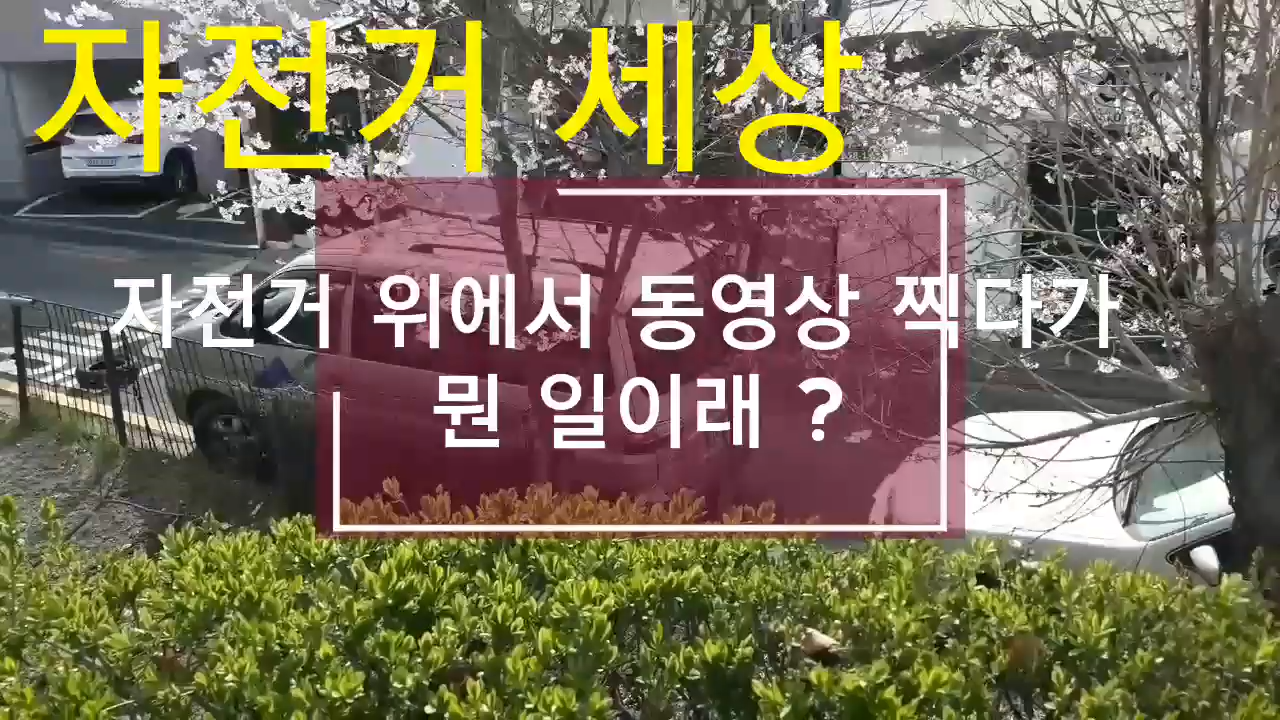 자전거 세상
자전거 위에서 동영상 찍다가
뭔 일이래 ?